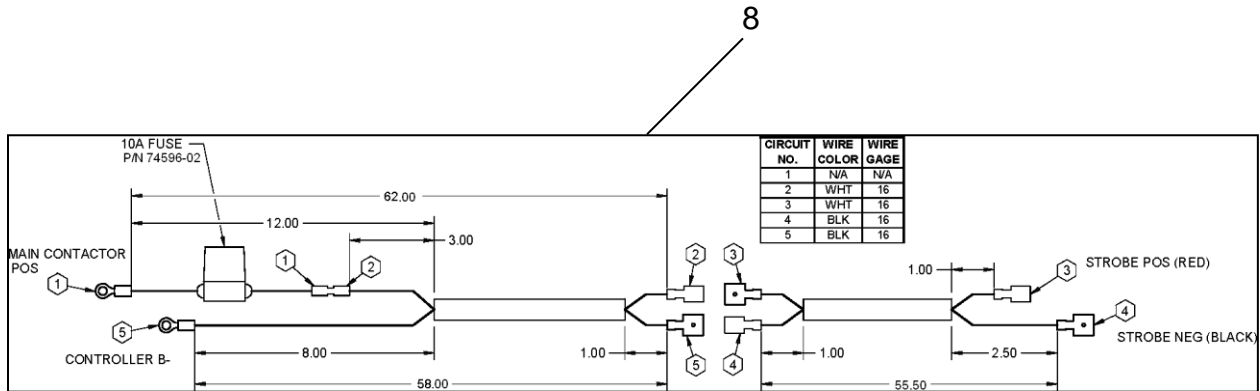 8
10A FUSE
P/N 74596-02
CIRCUIT NO. WIRE COLOR WIRE GAGE
1 N/A N/A
2 WHT 16
3 WHT 16
4 BLK 16
5 BLK 16
62.00
12.00
3.00
MAIN CONTACTOR
POS
1
1
2
2
3
1.00
3
STROBE POS (RED)
5
CONTROLLER B-
8.00
1.00
5
4
1.00
2.50
4
STROBE NEG (BLACK)
58.00
55.50